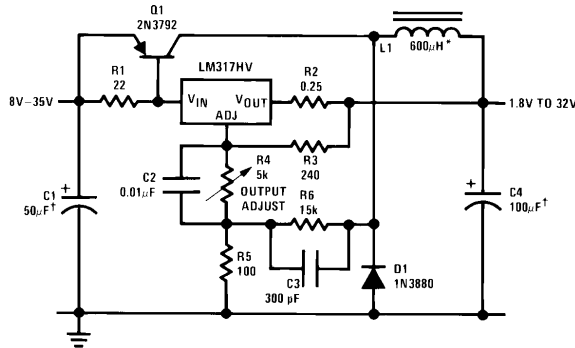 Q1
2N3792
L1
600μH*
R1
22
LM317HV
VIN
VOUT
ADJ
R2
0.25
8V–35V
1.8V TO 32V
R3
240
R4
5k
C2
0.01μF
OUTPUT
ADJUST
R6
15k
C1
50μF†
+
C4
100μF†
+
R5
100
C3
300 pF
D1
1N3880